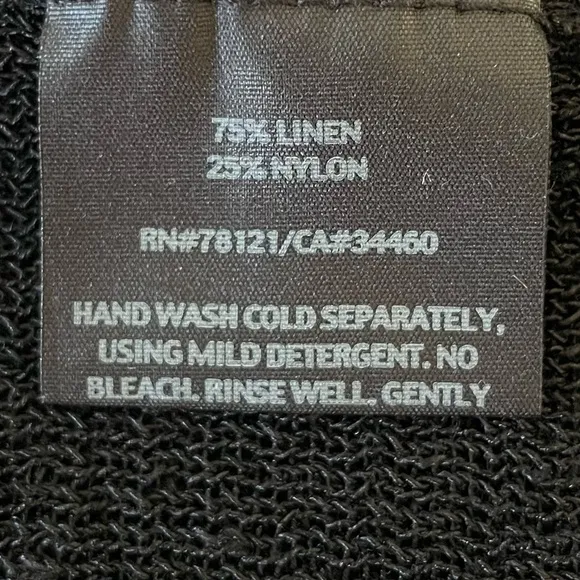 75% LINEN
25% NYLON
RN#78121/CA#34460
HAND WASH COLD SEPARATELY,
USING MILD DETERGENT. NO
BLEACH. RINSE WELL. GENTLY